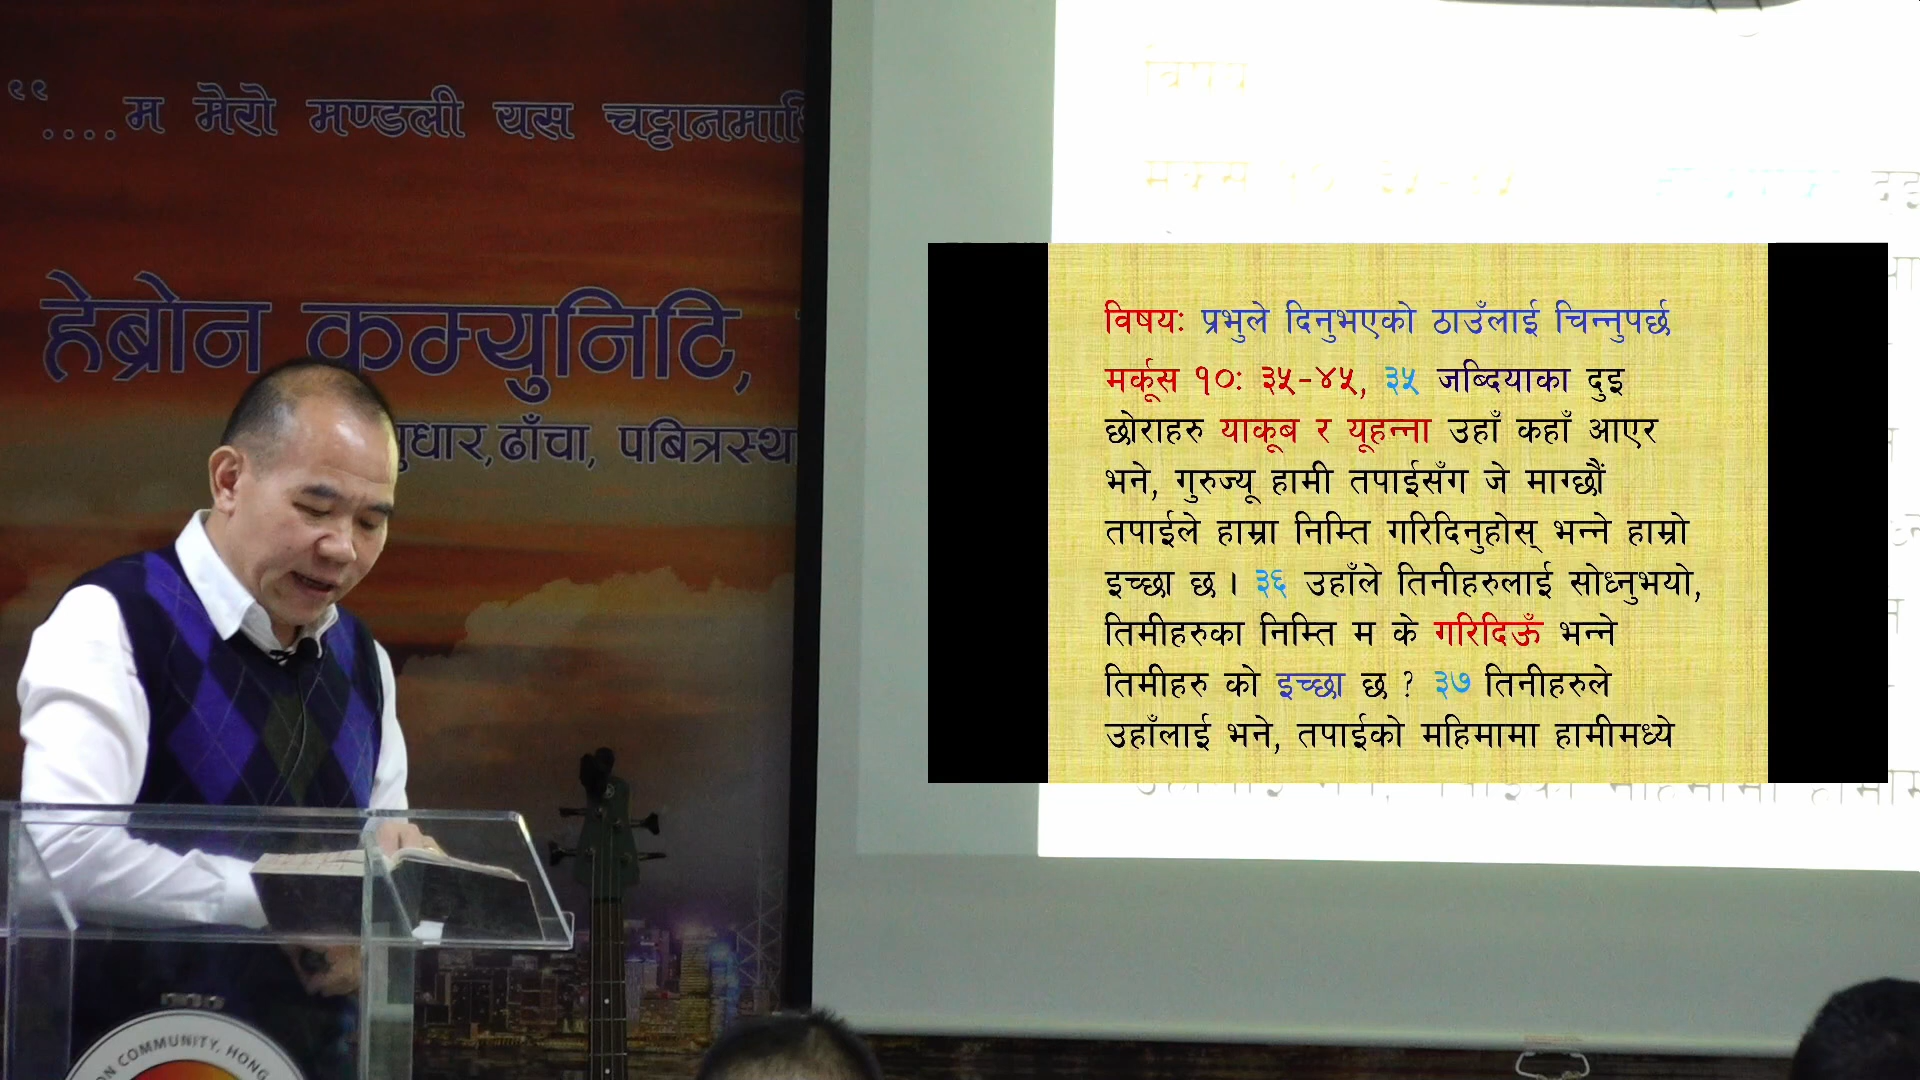 “....म मेरो मण्डली यस चट्टानमाथि
हेब्रोन कम्युनिटि,
सुधार, ढाँचा, पबित्रस्था
विषयः प्रभुले दिनुभएको ठाउँलाई चिन्नुपर्छ
मर्कूस १०: ३५-४५, ३५ जब्दियाका दुइ
छोराहरु याकूब र यूहन्ना उहाँ कहाँ आएर
भने, गुरुज्यू हामी तपाईसँग जे माग्छौं
तपाईले हाम्रा निम्ति गरिदिनुहोस् भन्ने हाम्रो
इच्छा छ । ३६ उहाँले तिनीहरुलाई सोध्नुभयो,
तिमीहरुका निम्ति म के गरिदिऊँ भन्ने
तिमीहरु को इच्छा छ ? ३७ तिनीहरुले
उहाँलाई भने, तपाईको महिमामा हामीमध्ये
ON COMMUNITY, HONG